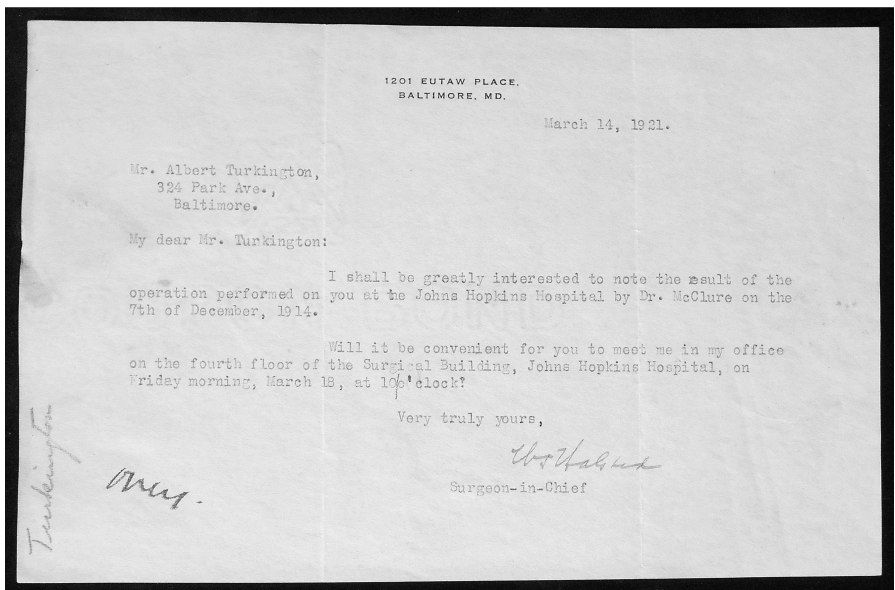 1201 EUTAW PLACE,
BALTIMORE, MD.
March 14, 1921.
Mr. Albert Turkington,
324 Park Ave.,
Baltimore.
My dear Mr. Turkington:
I shall be greatly interested to note the result of the
operation performed on you at the Johns Hopkins Hospital by Dr. McClure on the
7th of December, 1914.
Will it be convenient for you to meet me in my office
on the fourth floor of the Surgical Building, Johns Hopkins Hospital, on
Friday morning, March 18, at 10 o'clock?
Very truly yours,
WS Halsted
Surgeon-in-Chief
Over.
Turkington